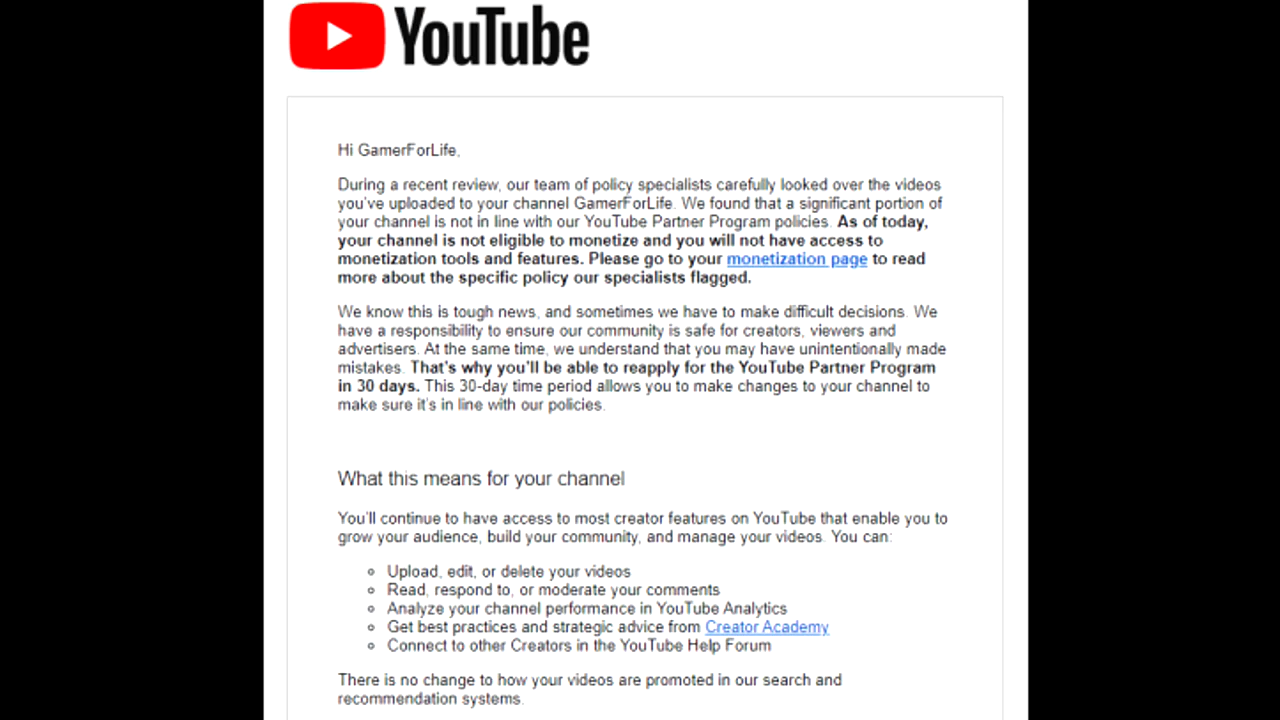 YouTube
Hi GamerForLife,
During a recent review, our team of policy specialists carefully looked over the videos
you've uploaded to your channel GamerForLife. We found that a significant portion of
your channel is not in line with our YouTube Partner Program policies. As of today,
your channel is not eligible to monetize and you will not have access to
monetization tools and features. Please go to your monetization page to read
more about the specific policy our specialists flagged.
We know this is tough news, and sometimes we have to make difficult decisions. We
have a responsibility to ensure our community is safe for creators, viewers and
advertisers. At the same time, we understand that you may have unintentionally made
mistakes. That's why you'll be able to reapply for the YouTube Partner Program
in 30 days. This 30-day time period allows you to make changes to your channel to
make sure it's in line with our policies.
What this means for your channel
You'll continue to have access to most creator features on YouTube that enable you to
grow your audience, build your community, and manage your videos. You can:
Upload, edit, or delete your videos
Read, respond to, or moderate your comments
Analyze your channel performance in YouTube Analytics
Get best practices and strategic advice from Creator Academy
Connect to other Creators in the YouTube Help Forum
There is no change to how your videos are promoted in our search and
recommendation systems.